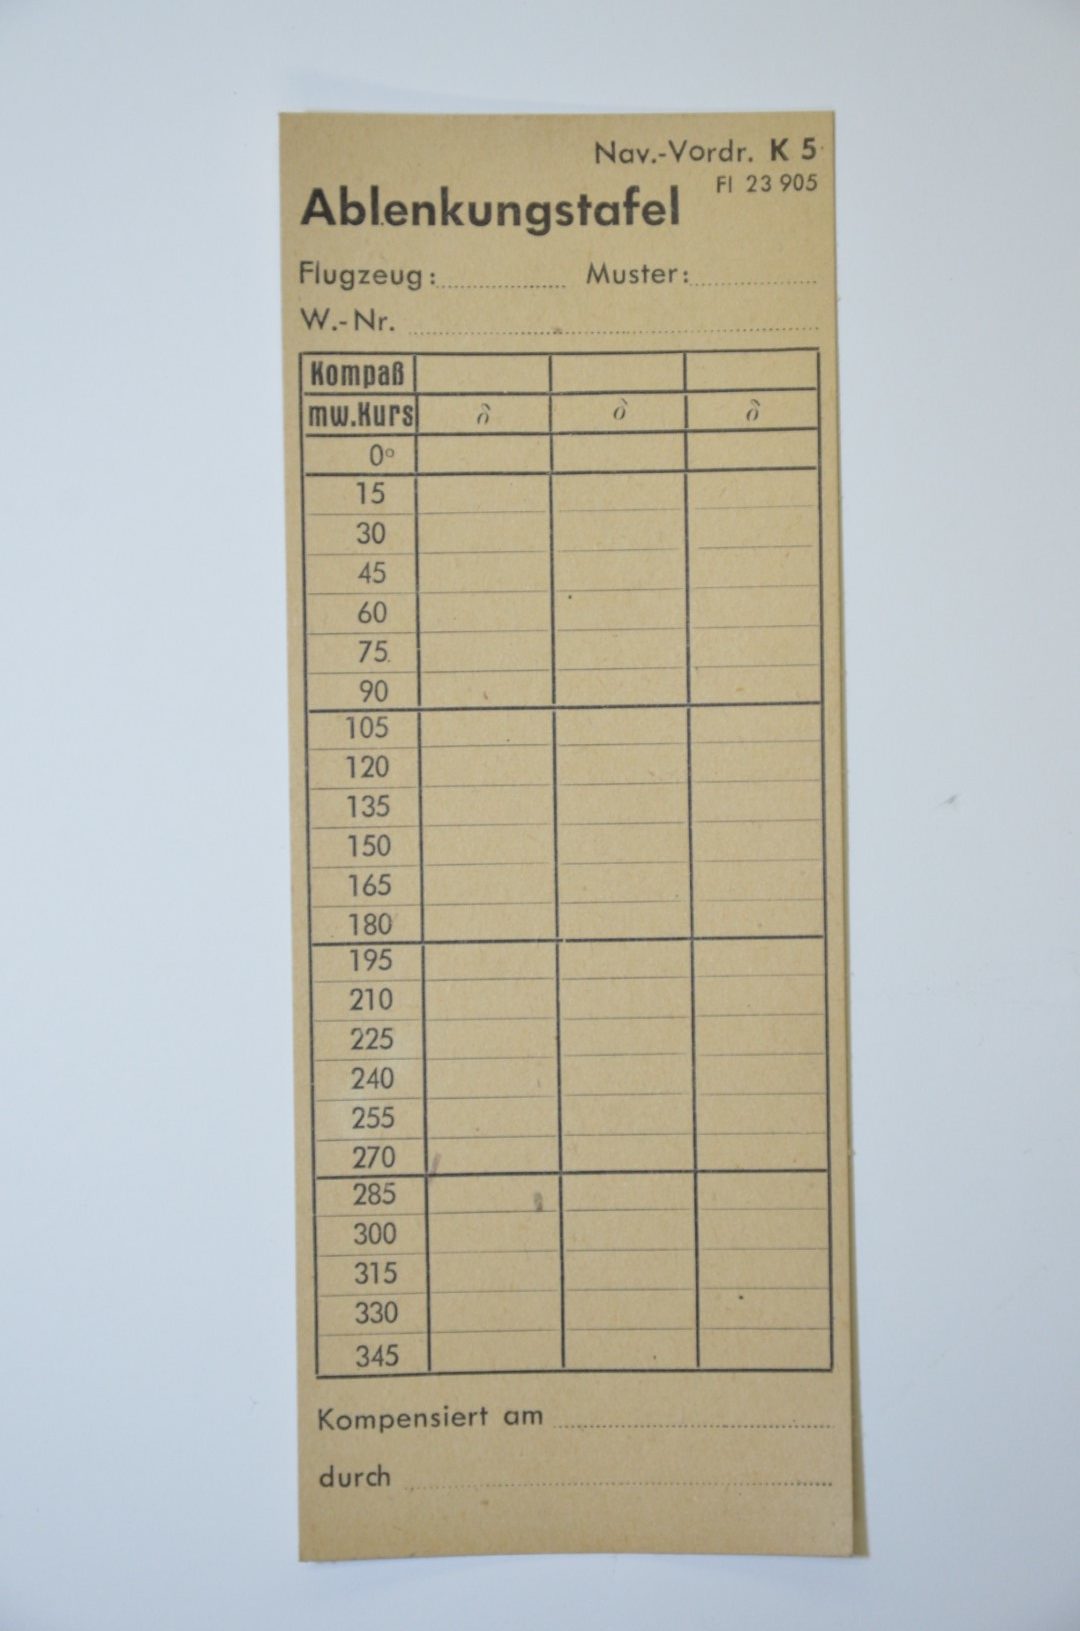 Nav.-Vordr. K 5
Fl 23 905
Ablenkungstafel
Flugzeug: Muster:
W.-Nr.
Kompaß
mw.Kurs δ δ δ
0°
15
30
45
60
75
90
105
120
135
150
165
180
195
210
225
240
255
270
285
300
315
330
345
Kompensiert am
durch